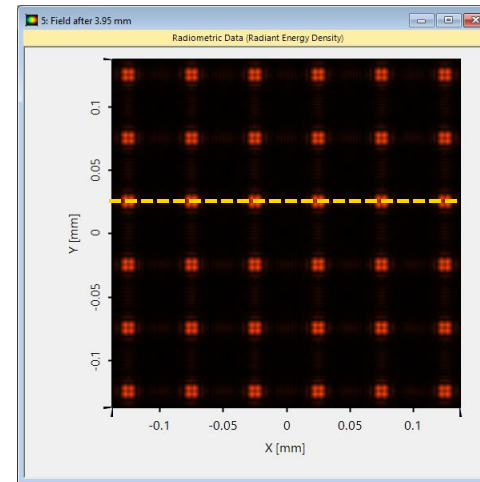 5: Field after 3.95 mm
Radiometric Data (Radiant Energy Density)
0.1
0.05
0
-0.05
-0.1
Y [mm]
-0.1
-0.05
0
0.05
0.1
X [mm]